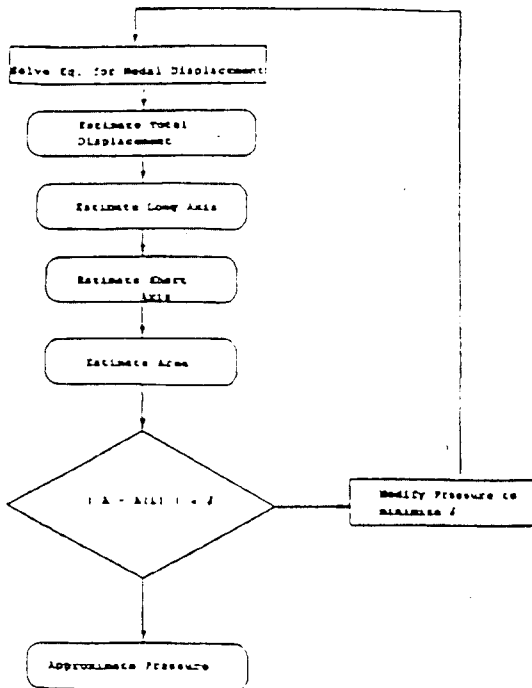 Solve Eq. for Modal Displacement
Estimate Total
Displacement
Estimate Long Axis
Estimate Short
Axis
Estimate Area
| A - A(i) | < δ
Modify Pressure to
minimize δ
Approximate Pressure